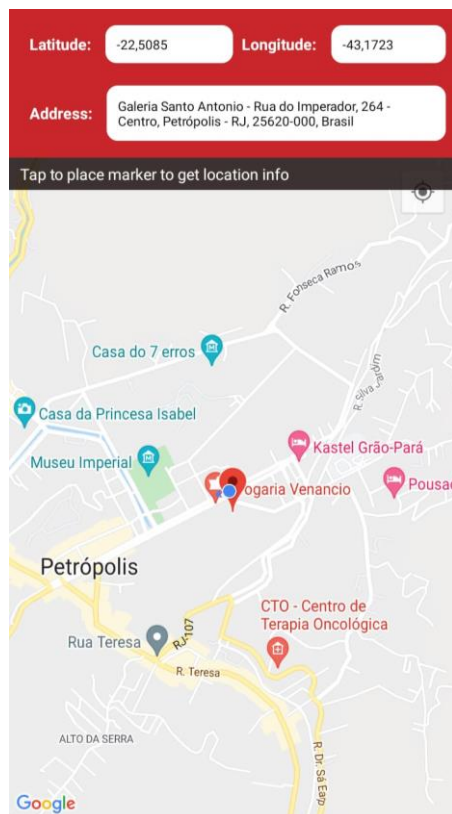 Latitude: -22,5085 Longitude: -43,1723
Address: Galeria Santo Antonio - Rua do Imperador, 264 -
Centro, Petrópolis - RJ, 25620-000, Brasil
Tap to place marker to get location info
R. Fonseca Ramos
Casa do 7 erros
R. Silva Jardim
Casa da Princesa Isabel
Kastel Grão-Pará
Museu Imperial
ogaria Venancio
Pousa
Petrópolis
CTO - Centro de
Terapia Oncológica
RJ-107
Rua Teresa
R. Teresa
ALTO DA SERRA
R. Dr. Sá Earp
Google